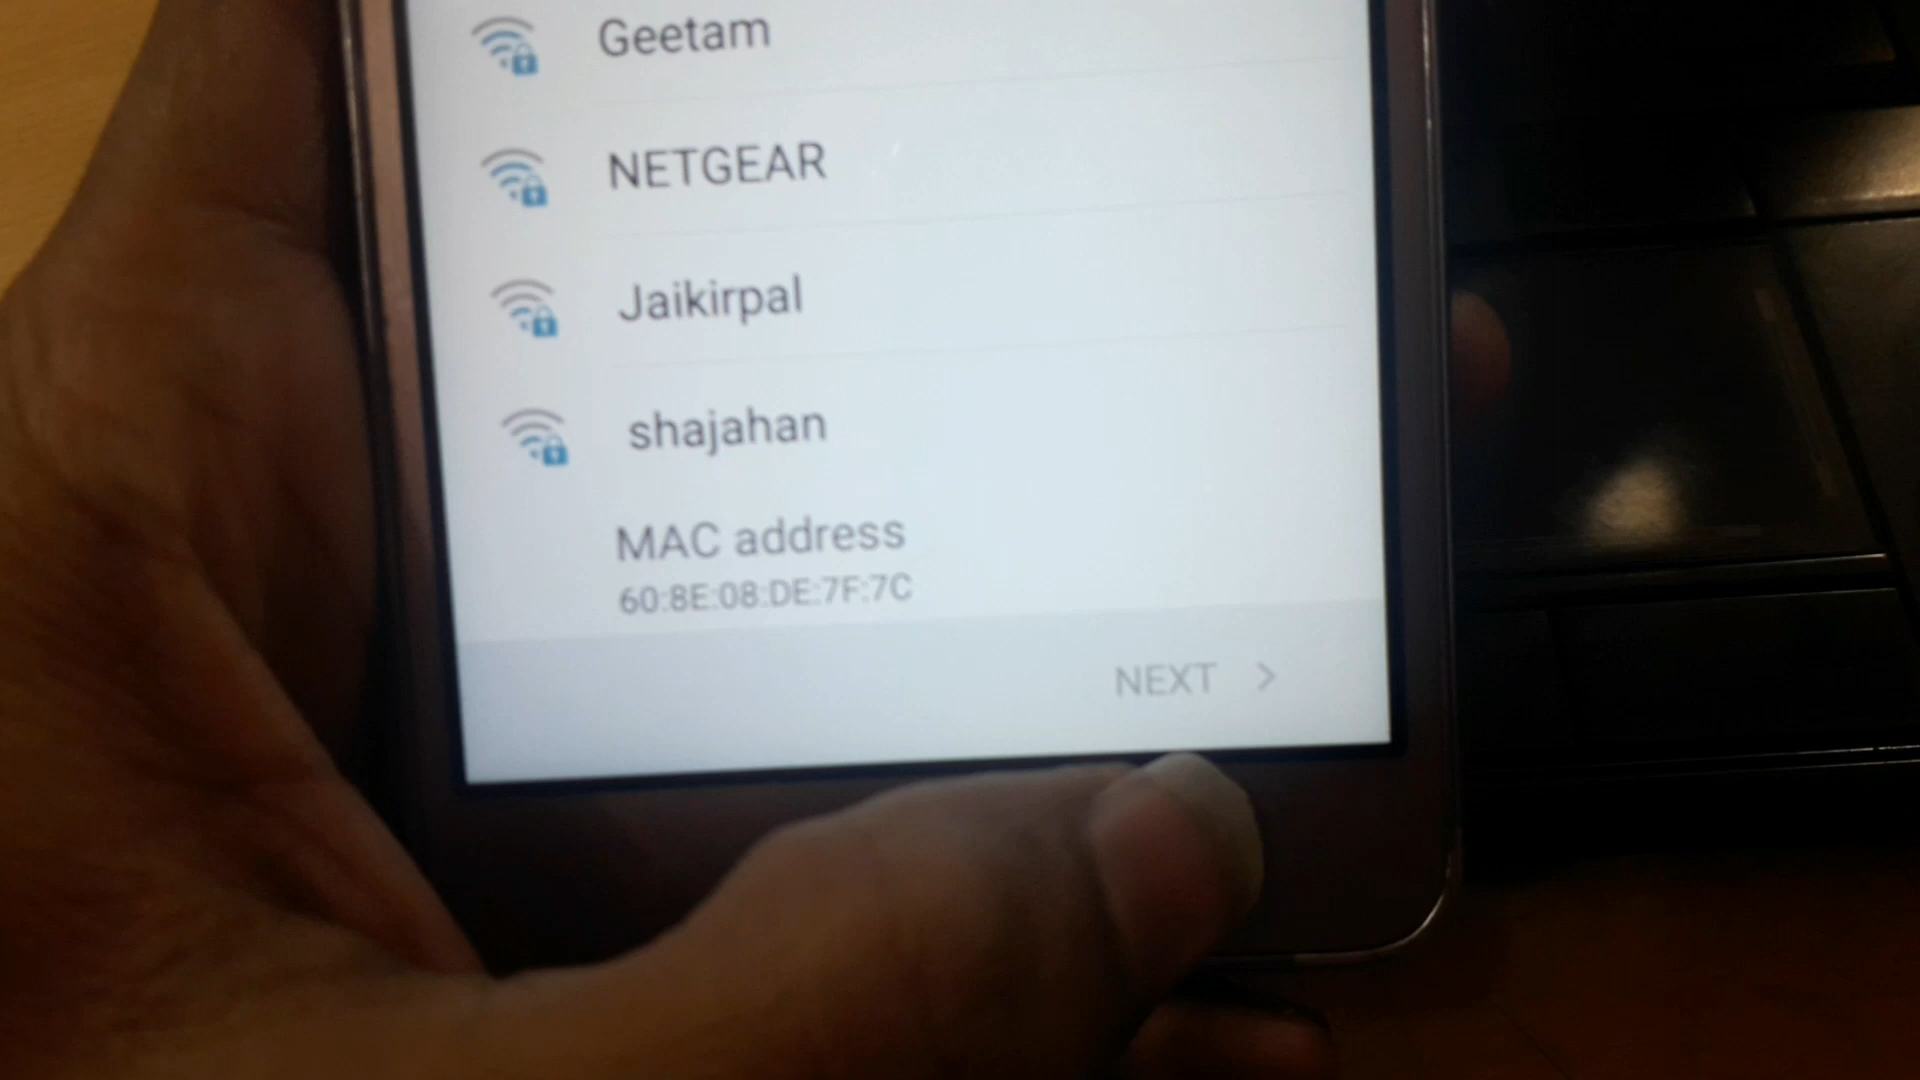 Geetam
NETGEAR
Jaikirpal
shajahan
MAC address
60:8E:08:DE:7F:7C
NEXT >